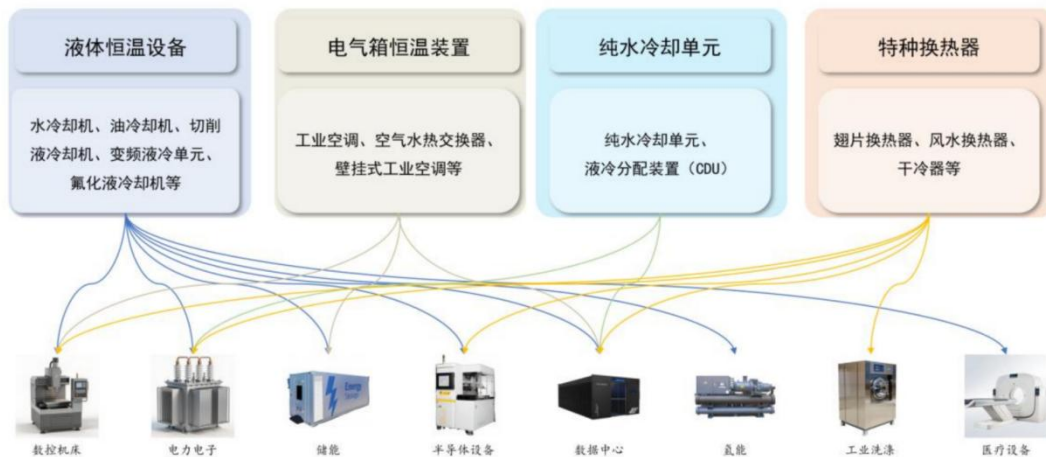 液体恒温设备
电气箱恒温装置
纯水冷却单元
特种换热器
水冷却机、油冷却机、切削
液冷却机、变频液冷单元、
氟化液冷却机等
工业空调、空气水热交换器、
壁挂式工业空调等
纯水冷却单元、
液冷分配装置（CDU）
翅片换热器、风水换热器、
干冷器等
Energy
数控机床
电力电子
储能
半导体设备
数据中心
氢能
工业洗涤
医疗设备